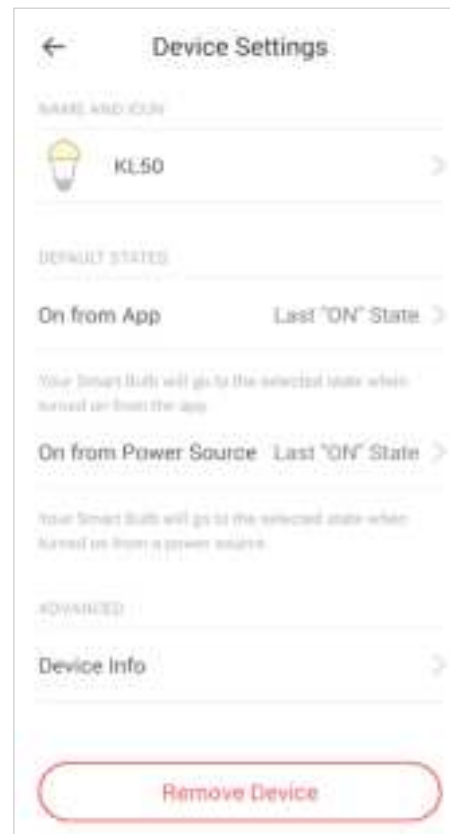 Device Settings
NAME AND ICON
KL50
DEFAULT STATES
On from App Last "ON" State
Your Smart Bulb will go to the selected state when
turned on from the app.
On from Power Source Last "ON" State
Your Smart Bulb will go to the selected state when
turned on from a power source.
ADVANCED
Device Info
Remove Device